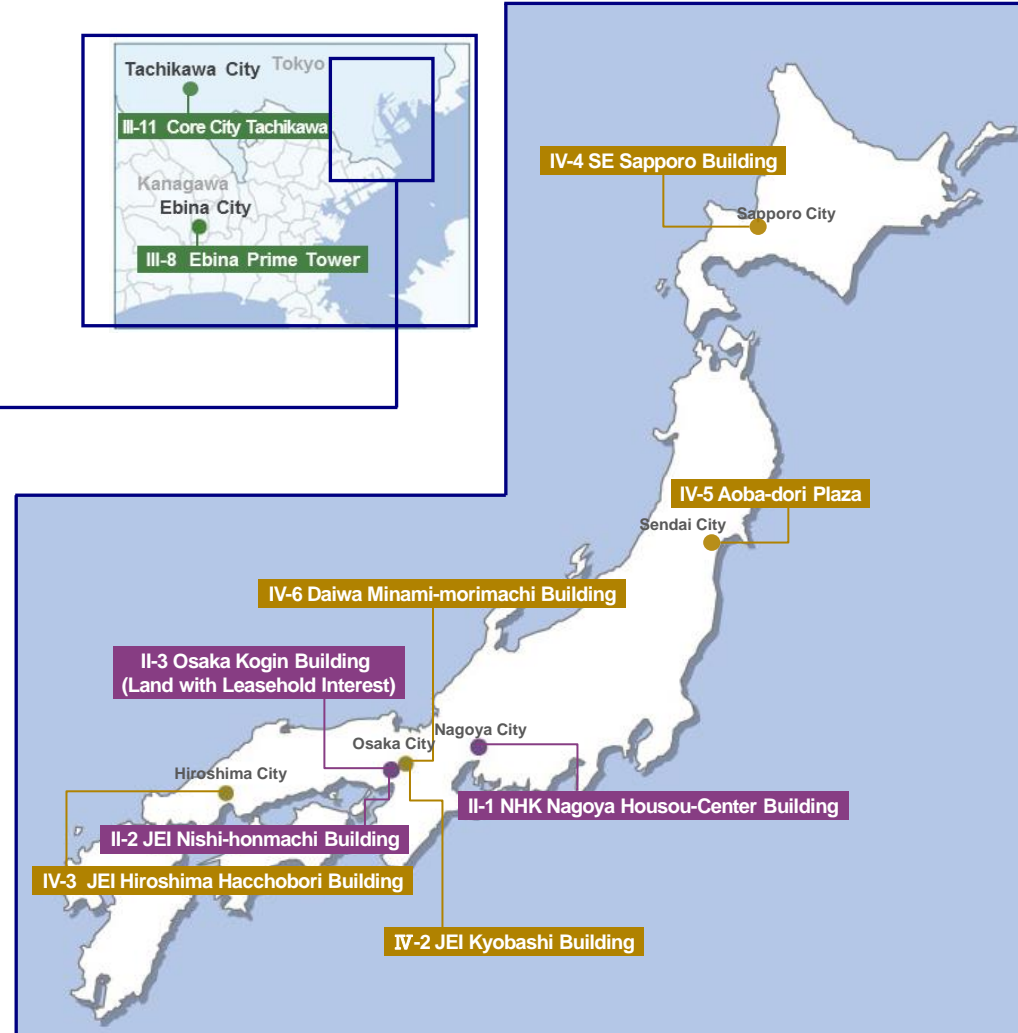 Tachikawa City
Tokyo
III-11 Core City Tachikawa
Kanagawa
Ebina City
III-8 Ebina Prime Tower
IV-4 SE Sapporo Building
Sapporo City
IV-5 Aoba-dori Plaza
Sendai City
IV-6 Daiwa Minami-morimachi Building
II-3 Osaka Kogin Building
(Land with Leasehold Interest)
Nagoya City
Osaka City
Hiroshima City
II-1 NHK Nagoya Housou-Center Building
II-2 JEI Nishi-honmachi Building
IV-3 JEI Hiroshima Hacchobori Building
Ⅳ-2 JEI Kyobashi Building